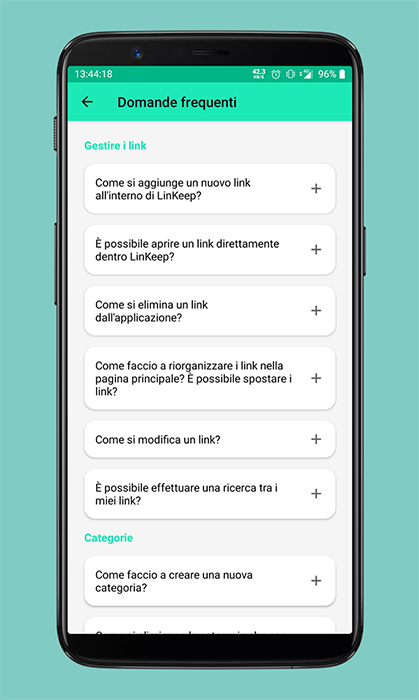 13:44:18 42.3 KB/S 96%
Domande frequenti
Gestire i link
Come si aggiunge un nuovo link
all'interno di LinKeep?
È possibile aprire un link direttamente
dentro LinKeep?
Come si elimina un link
dall'applicazione?
Come faccio a riorganizzare i link nella
pagina principale? È possibile spostare i
link?
Come si modifica un link?
È possibile effettuare una ricerca tra i
miei link?
Categorie
Come faccio a creare una nuova
categoria?